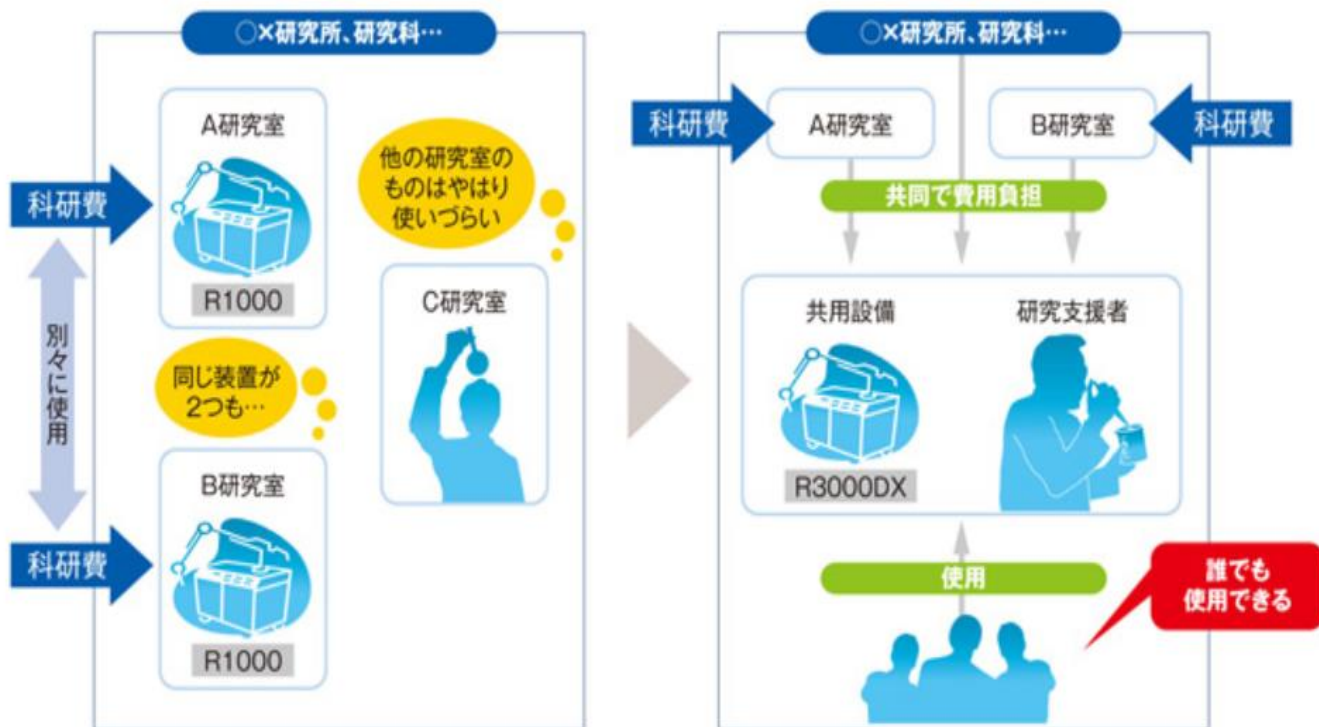 ○×研究所、研究科…
A研究室
科研費
R1000
他の研究室の
ものはやはり
使いづらい
C研究室
別々に使用
同じ装置が
2つも…
B研究室
科研費
R1000
○×研究所、研究科…
科研費
A研究室
B研究室
科研費
共同で費用負担
共用設備
研究支援者
R3000DX
使用
誰でも
使用できる